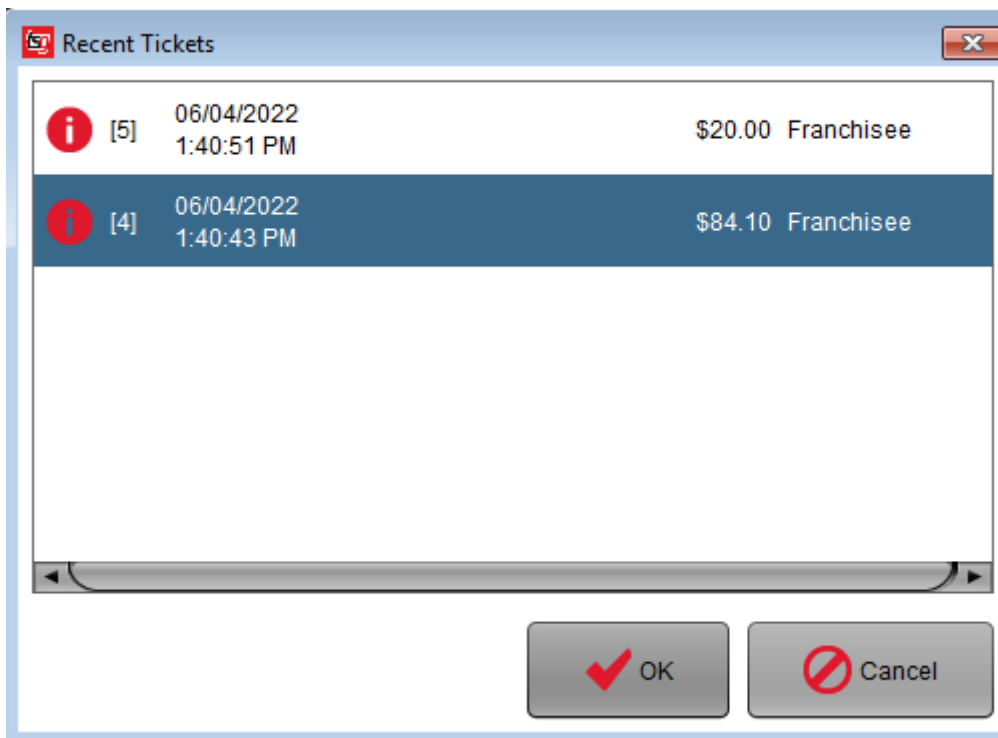 fsg Recent Tickets
[5] 06/04/2022 $20.00 Franchisee
1:40:51 PM
[4] 06/04/2022 $84.10 Franchisee
1:40:43 PM
OK Cancel